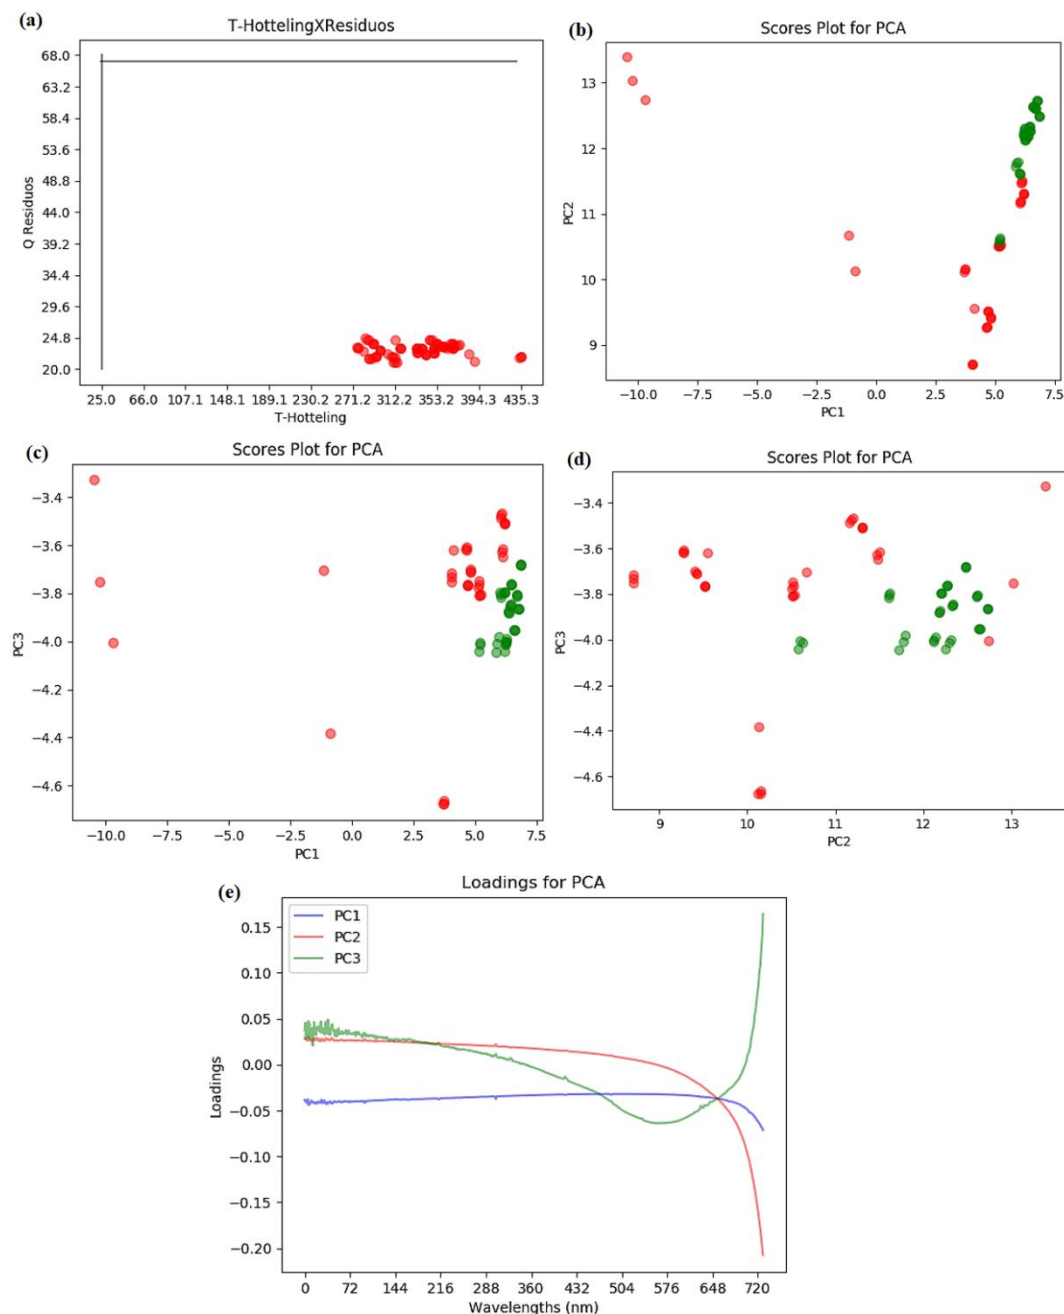 (a)
T-HottelingXResiduos
68.0
63.2
58.4
53.6
48.8
44.0
39.2
34.4
29.6
24.8
20.0
Q Residuos
25.0 66.0 107.1 148.1 189.1 230.2 271.2 312.2 353.2 394.3 435.3
T-Hotteling
(b)
Scores Plot for PCA
13
12
11
10
9
PC2
−10.0 −7.5 −5.0 −2.5 0.0 2.5 5.0 7.5
PC1
(c)
Scores Plot for PCA
−3.4
−3.6
−3.8
−4.0
−4.2
−4.4
−4.6
PC3
−10.0 −7.5 −5.0 −2.5 0.0 2.5 5.0 7.5
PC1
(d)
Scores Plot for PCA
−3.4
−3.6
−3.8
−4.0
−4.2
−4.4
−4.6
PC3
9 10 11 12 13
PC2
(e)
Loadings for PCA
PC1
PC2
PC3
0.15
0.10
0.05
0.00
−0.05
−0.10
−0.15
−0.20
Loadings
0 72 144 216 288 360 432 504 576 648 720
Wavelengths (nm)